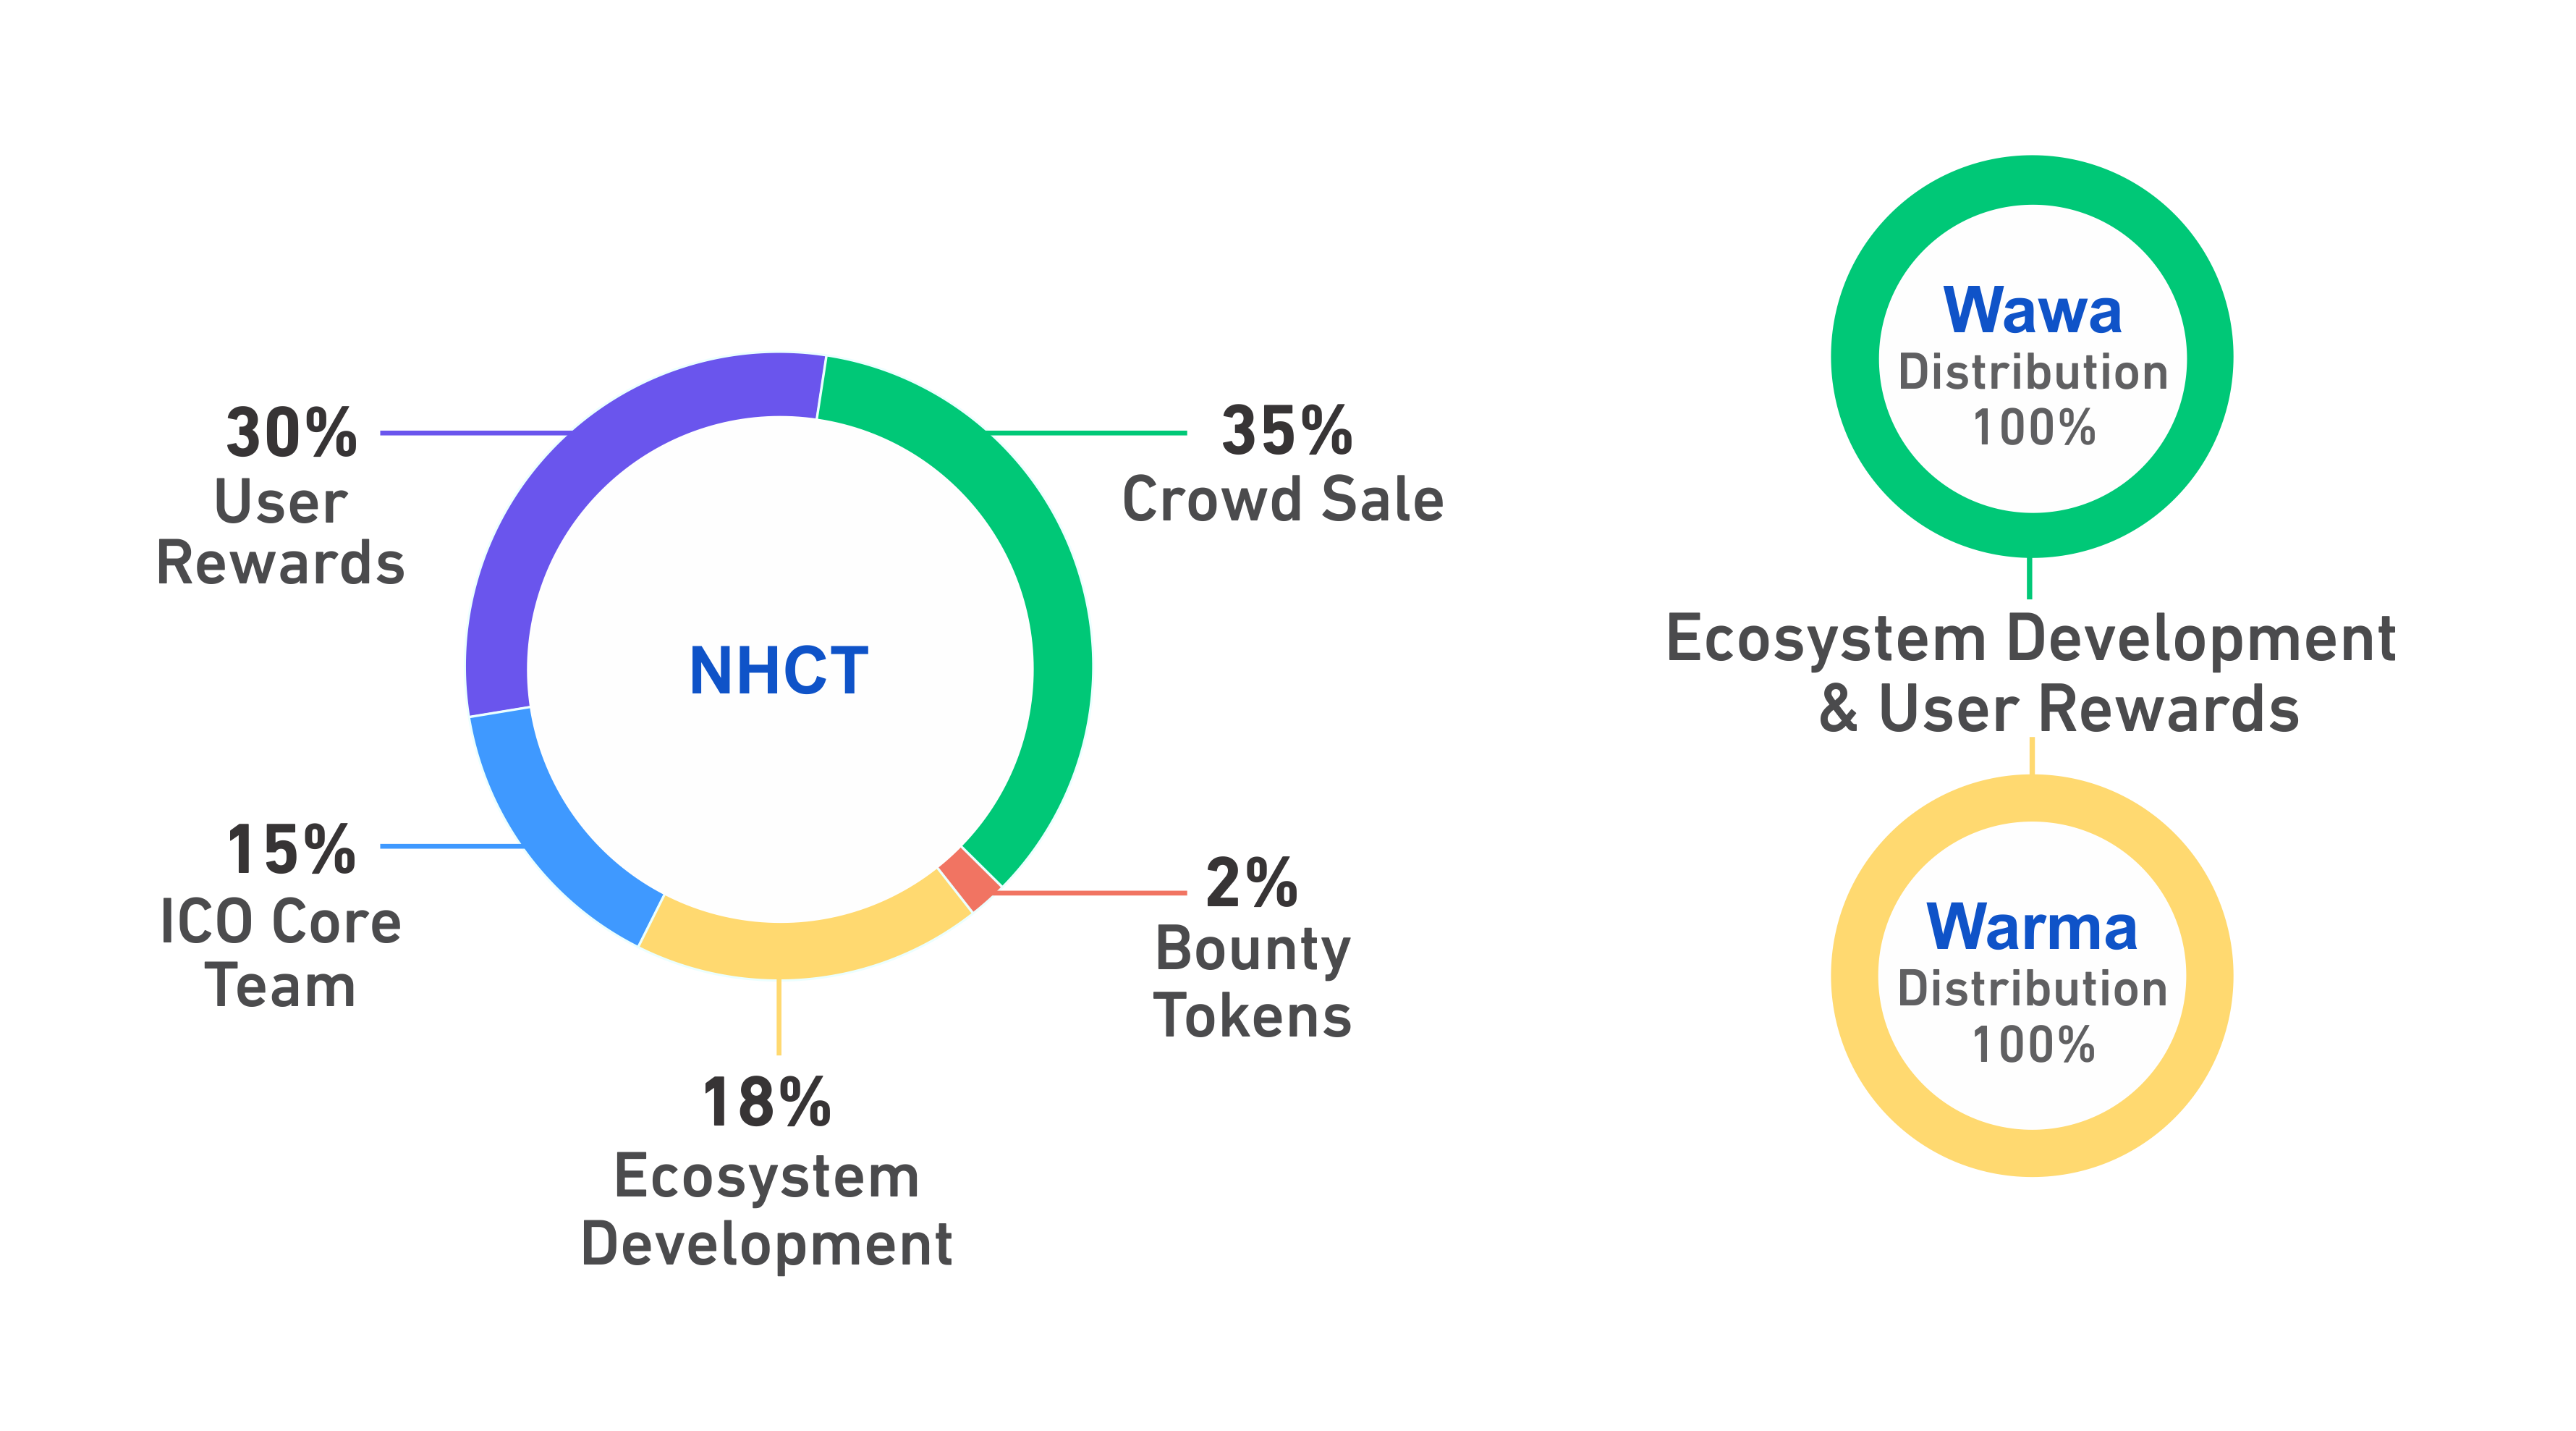 30%
User
Rewards
35%
Crowd Sale
NHCT
15%
ICO Core
Team
2%
Bounty
Tokens
18%
Ecosystem
Development
Wawa
Distribution
100%
Ecosystem Development
& User Rewards
Warma
Distribution
100%